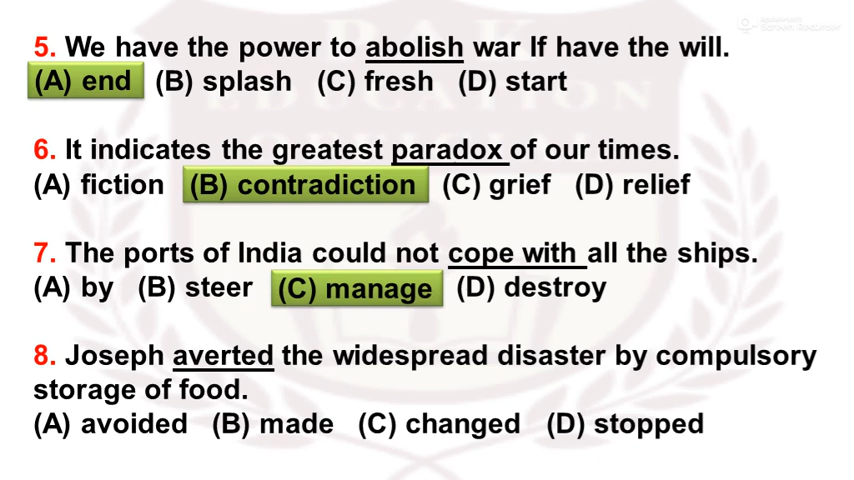 5. We have the power to abolish war If have the will.
(A) end (B) splash (C) fresh (D) start
6. It indicates the greatest paradox of our times.
(A) fiction (B) contradiction (C) grief (D) relief
7. The ports of India could not cope with all the ships.
(A) by (B) steer (C) manage (D) destroy
8. Joseph averted the widespread disaster by compulsory
storage of food.
(A) avoided (B) made (C) changed (D) stopped